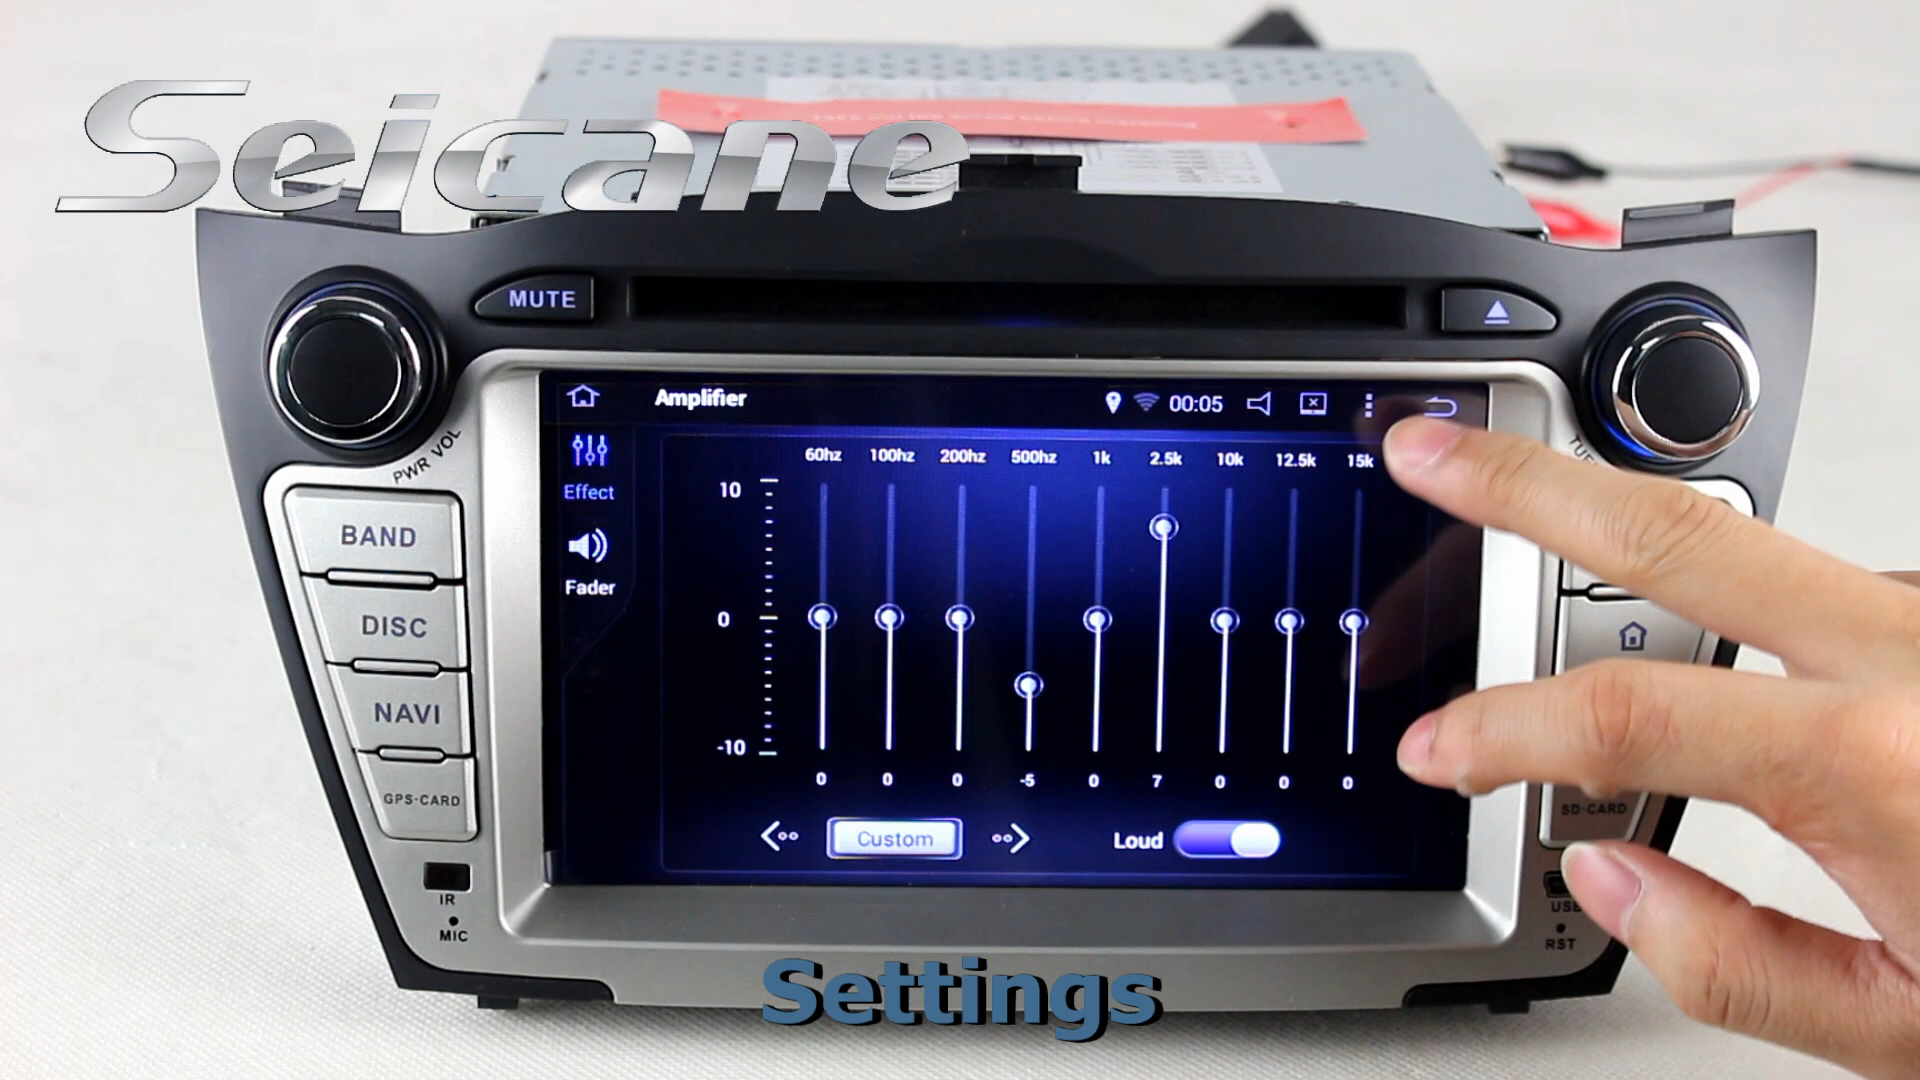 Seicane
MUTE
Amplifier
00:05
PWR VOL
60hz 100hz 200hz 500hz 1k 2.5k 10k 12.5k 15k
Effect
Fader
10
0
-10
0 0 0 -5 0 7 0 0 0
Custom
Loud
BAND
DISC
NAVI
GPS-CARD
IR
MIC
SD-CARD
USB
RST
Settings